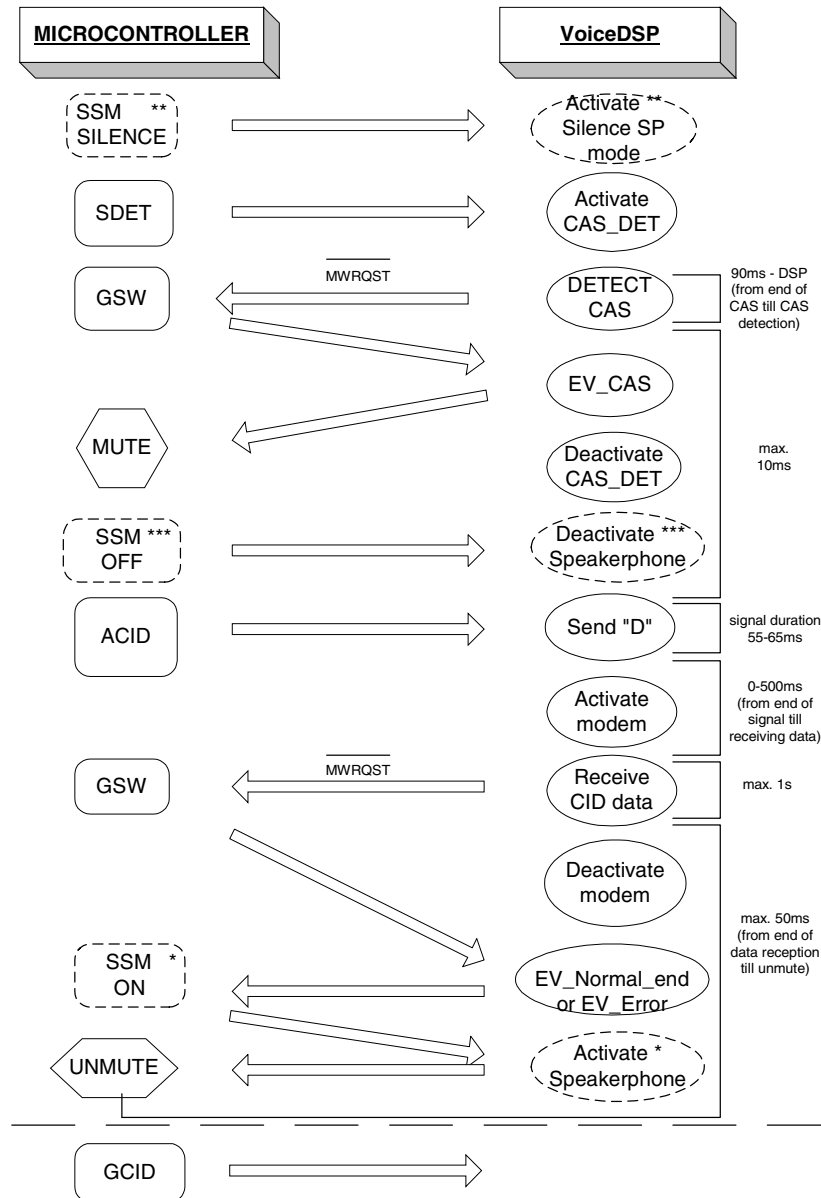 MICROCONTROLLER
VoiceDSP
SSM **
SILENCE
Activate **
Silence SP
mode
SDET
Activate
CAS_DET
GSW
MWRQST
DETECT
CAS
90ms - DSP
(from end of
CAS till CAS
detection)
EV_CAS
MUTE
Deactivate
CAS_DET
max.
10ms
SSM ***
OFF
Deactivate ***
Speakerphone
ACID
Send "D"
signal duration
55-65ms
Activate
modem
0-500ms
(from end of
signal till
receiving data)
GSW
MWRQST
Receive
CID data
max. 1s
Deactivate
modem
max. 50ms
(from end of
data reception
till unmute)
SSM *
ON
EV_Normal_end
or EV_Error
UNMUTE
Activate *
Speakerphone
GCID